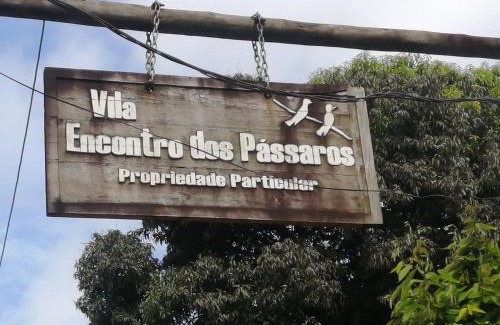 Vila
Encontro dos Pássaros
Propriedade Particular